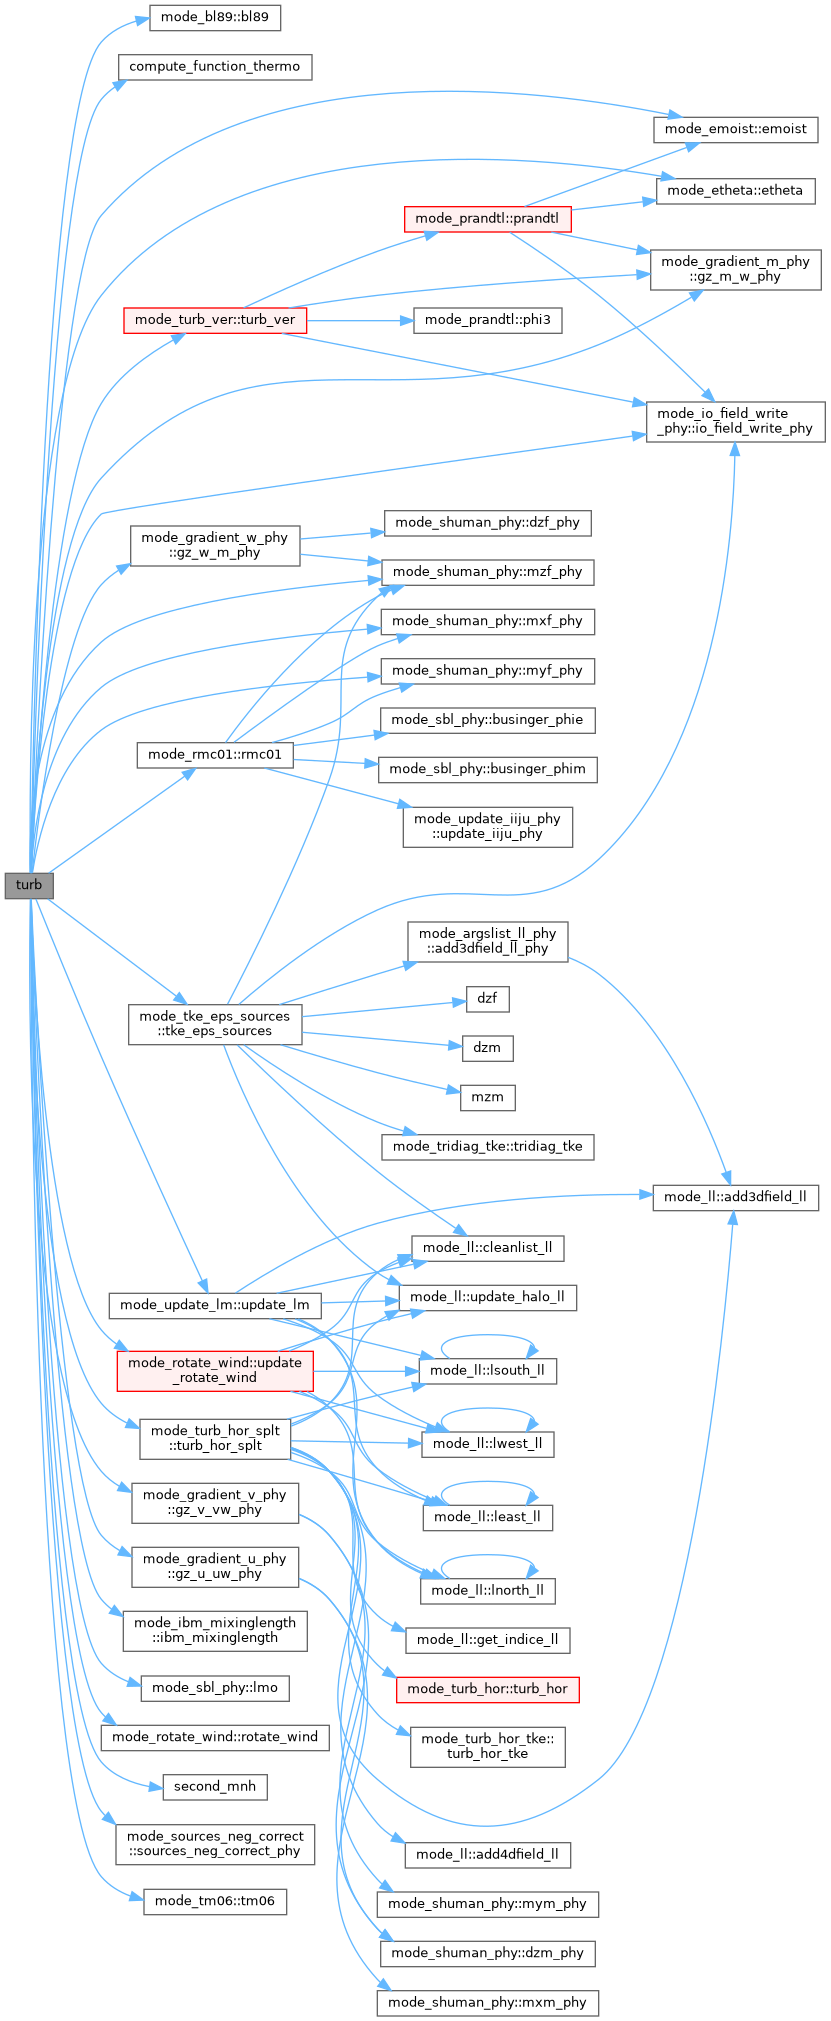 mode_bl89::bl89
compute_function_thermo
mode_emoist::emoist
mode_etheta::etheta
mode_prandtl::prandtl
mode_gradient_m_phy
::gz_m_w_phy
mode_turb_ver::turb_ver
mode_prandtl::phi3
mode_io_field_write
_phy::io_field_write_phy
mode_shuman_phy::dzf_phy
mode_gradient_w_phy
::gz_w_m_phy
mode_shuman_phy::mzf_phy
mode_shuman_phy::mxf_phy
mode_shuman_phy::myf_phy
mode_sbl_phy::businger_phie
mode_rmc01::rmc01
mode_sbl_phy::businger_phim
mode_update_iiju_phy
::update_iiju_phy
turb
mode_argslist_ll_phy
::add3dfield_ll_phy
dzf
mode_tke_eps_sources
::tke_eps_sources
dzm
mzm
mode_tridiag_tke::tridiag_tke
mode_ll::add3dfield_ll
mode_ll::cleanlist_ll
mode_ll::update_halo_ll
mode_update_lm::update_lm
mode_rotate_wind::update
_rotate_wind
mode_ll::lsouth_ll
mode_turb_hor_splt
::turb_hor_splt
mode_ll::lwest_ll
mode_gradient_v_phy
::gz_v_vw_phy
mode_ll::least_ll
mode_gradient_u_phy
::gz_u_uw_phy
mode_ll::lnorth_ll
mode_ibm_mixinglength
::ibm_mixinglength
mode_ll::get_indice_ll
mode_sbl_phy::lmo
mode_turb_hor::turb_hor
mode_rotate_wind::rotate_wind
mode_turb_hor_tke::
turb_hor_tke
second_mnh
mode_sources_neg_correct
::sources_neg_correct_phy
mode_ll::add4dfield_ll
mode_tm06::tm06
mode_shuman_phy::mym_phy
mode_shuman_phy::dzm_phy
mode_shuman_phy::mxm_phy